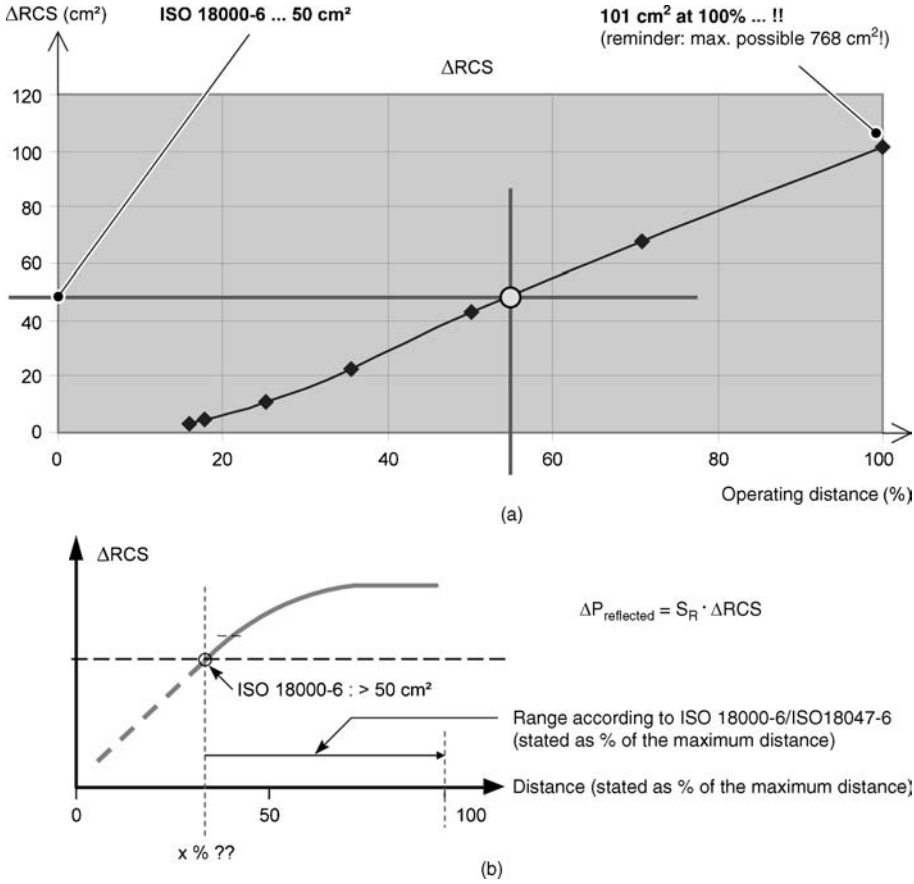 ΔRCS (cm²)
ISO 18000-6 ... 50 cm²
101 cm² at 100% ... !!
(reminder: max. possible 768 cm²!)
ΔRCS
120
100
80
60
40
20
0
0 20 40 60 80 100
Operating distance (%)
(a)
ΔRCS
ΔP_reflected = S_R · ΔRCS
ISO 18000-6 : > 50 cm²
Range according to ISO 18000-6/ISO18047-6
(stated as % of the maximum distance)
Distance (stated as % of the maximum distance)
0 50 100
x % ??
(b)